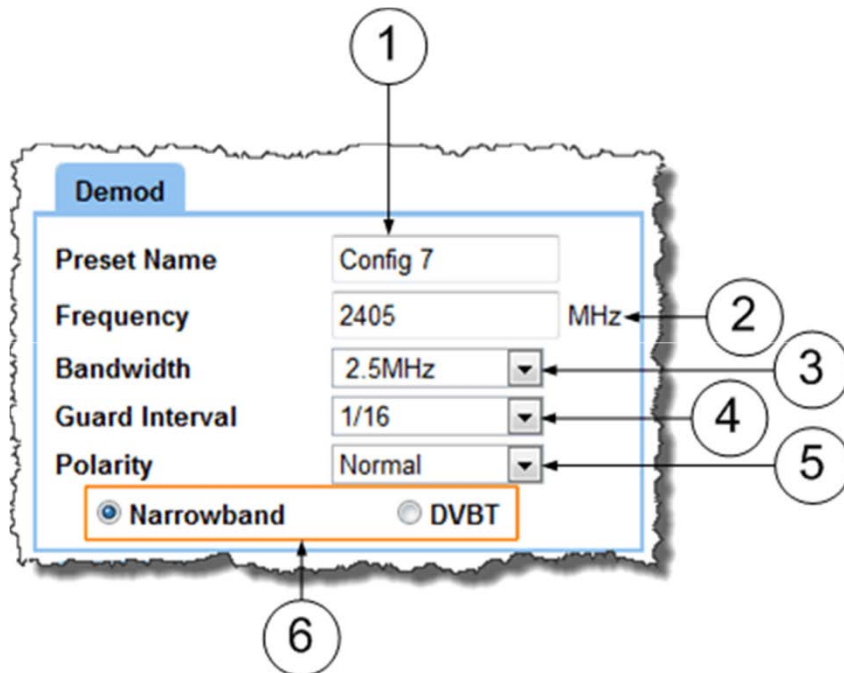 1
Demod
Preset Name Config 7
Frequency 2405 MHz 2
Bandwidth 2.5MHz 3
Guard Interval 1/16 4
Polarity Normal 5
Narrowband DVBT
6